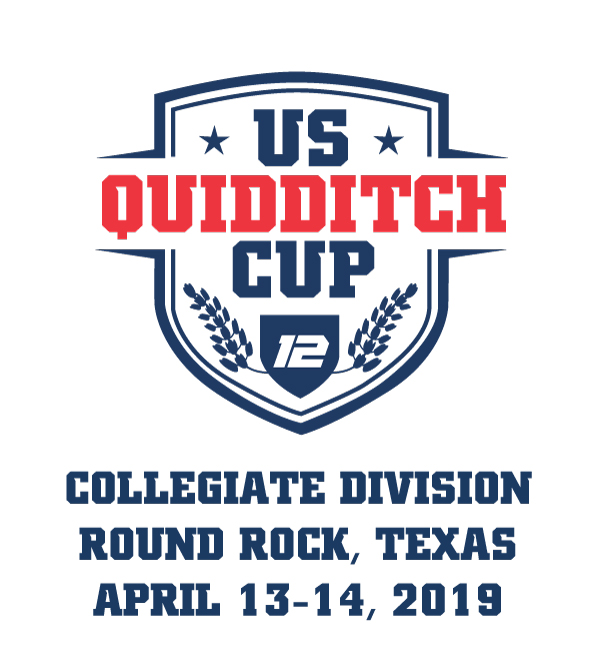 US
QUIDDITCH
CUP
12
COLLEGIATE DIVISION
ROUND ROCK, TEXAS
APRIL 13-14, 2019